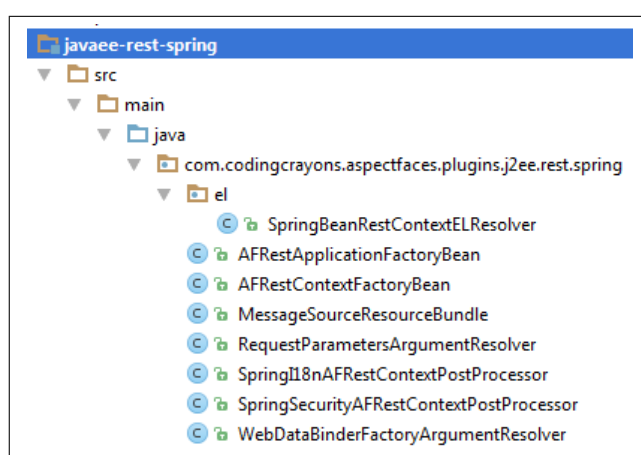 javaee-rest-spring
src
main
java
com.codingcrayons.aspectfaces.plugins.j2ee.rest.spring
el
C SpringBeanRestContextELResolver
C AFRestApplicationFactoryBean
C AFRestContextFactoryBean
C MessageSourceResourceBundle
C RequestParametersArgumentResolver
C SpringI18nAFRestContextPostProcessor
C SpringSecurityAFRestContextPostProcessor
C WebDataBinderFactoryArgumentResolver